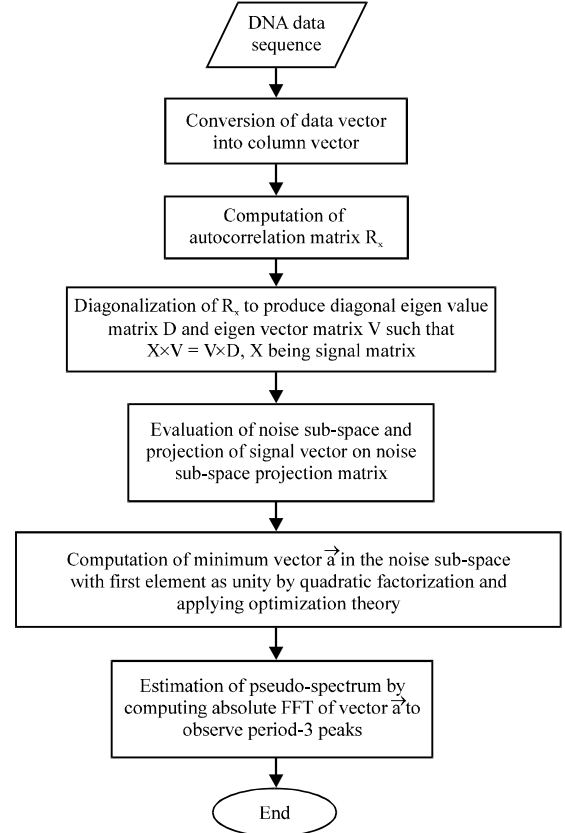 DNA data
sequence
Conversion of data vector
into column vector
Computation of
autocorrelation matrix Rₓ
Diagonalization of Rₓ to produce diagonal eigen value
matrix D and eigen vector matrix V such that
X×V = V×D, X being signal matrix
Evaluation of noise sub-space and
projection of signal vector on noise
sub-space projection matrix
Computation of minimum vector a⃗ in the noise sub-space
with first element as unity by quadratic factorization and
applying optimization theory
Estimation of pseudo-spectrum by
computing absolute FFT of vector a⃗ to
observe period-3 peaks
End